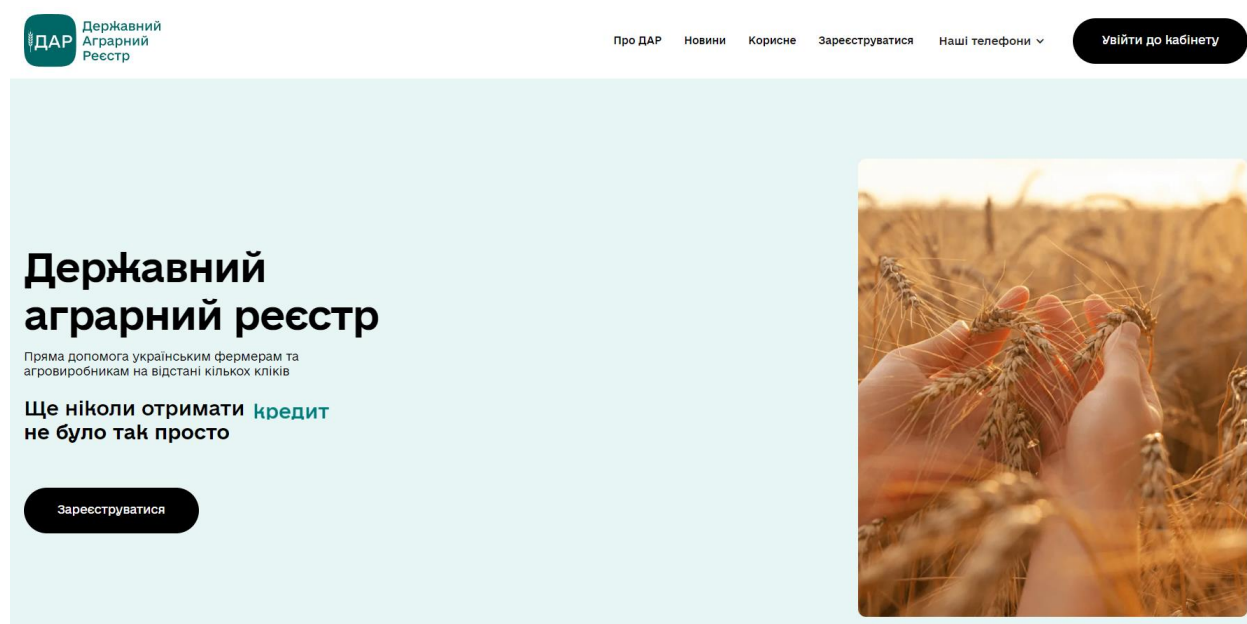 ДАР
Державний
Аграрний
Реєстр
Про ДАР
Новини
Корисне
Зареєструватися
Наші телефони
Увійти до кабінету
Державний
аграрний реєстр
Пряма допомога українським фермерам та
агровиробникам на відстані кількох кліків
Ще ніколи отримати кредит
не було так просто
Зареєструватися